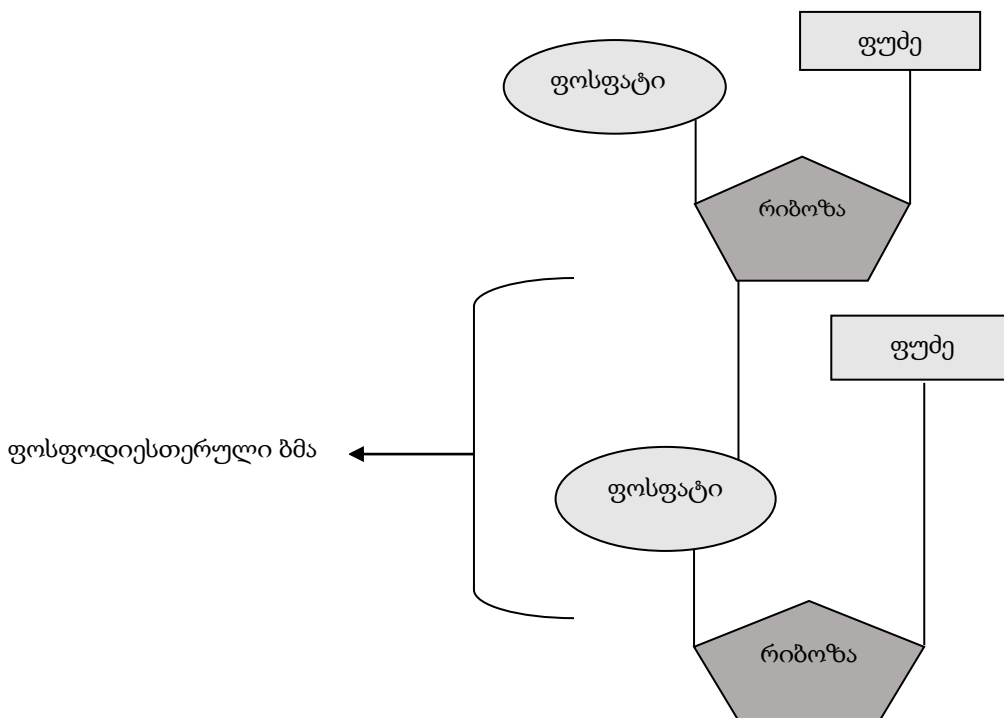 ფუძე
ფოსფატი
რიბოზა
ფუძე
ფოსფოდიესთერული ბმა
ფოსფატი
რიბოზა